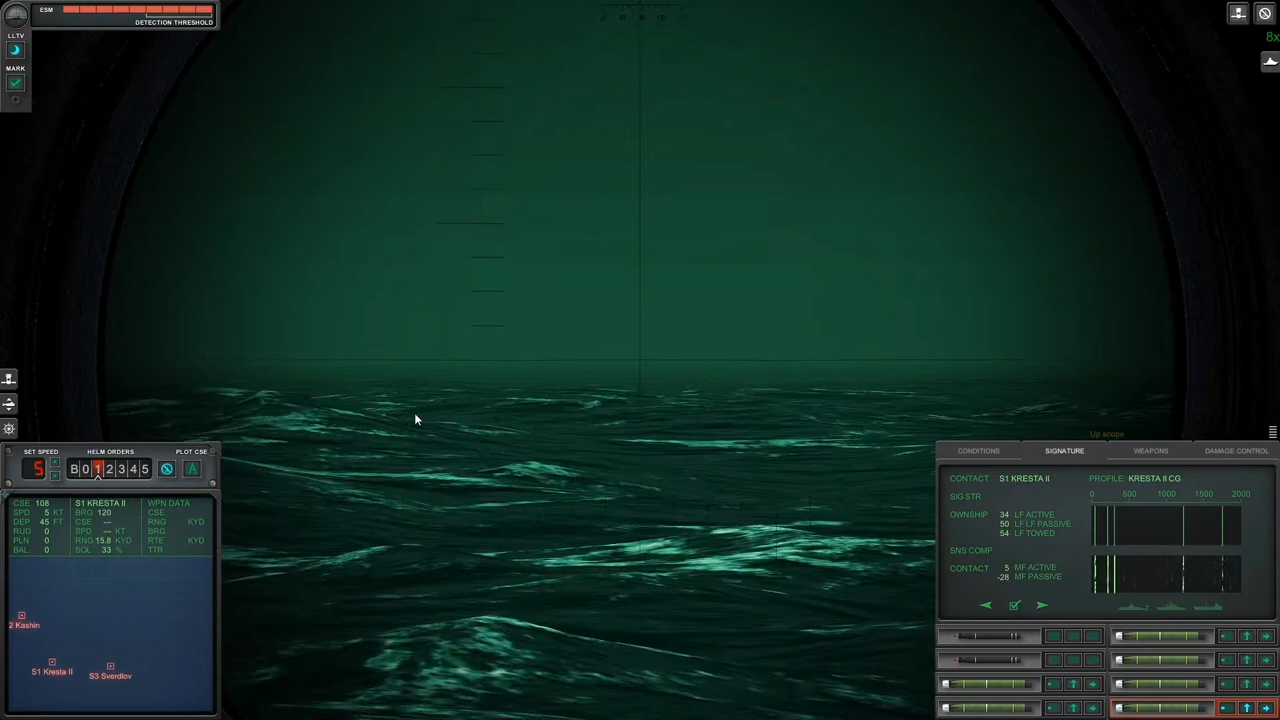 ESM
DETECTION THRESHOLD
LLTV
MARK
8x
Up scope
SET SPEED HELM ORDERS PLOT CSE
5 B 0 1 2 3 4 5 A
CSE 108 S1 KRESTA II WPN DATA
SPD 5 KT BRG 120 CSE
DEP 45 FT CSE --- RNG KYD
RUD 0 SPD --- KT BRG
PLN 0 RNG 15.8 KYD RTE KYD
BAL 0 SOL 33 % TTR
2 Kashin
S1 Kresta II
S3 Sverdlov
CONDITIONS SIGNATURE WEAPONS DAMAGE CONTROL
CONTACT S1 KRESTA II PROFILE: KRESTA II CG
SIG STR 0 500 1000 1500 2000
OWNSHIP 34 LF ACTIVE
50 LF LF PASSIVE
54 LF TOWED
SNS COMP
CONTACT 5 MF ACTIVE
-28 MF PASSIVE